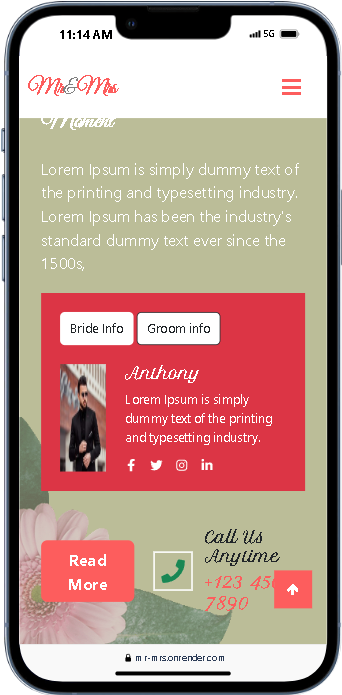 11:14 AM
5G
Mr&Mrs
Moment
Lorem Ipsum is simply dummy text of
the printing and typesetting industry.
Lorem Ipsum has been the industry's
standard dummy text ever since the
1500s,
Bride Info
Groom info
Anthony
Lorem Ipsum is simply
dummy text of the printing
and typesetting industry.
Call Us
Anytime
Read
More
+123 456
7890
mr-mrs.onrender.com